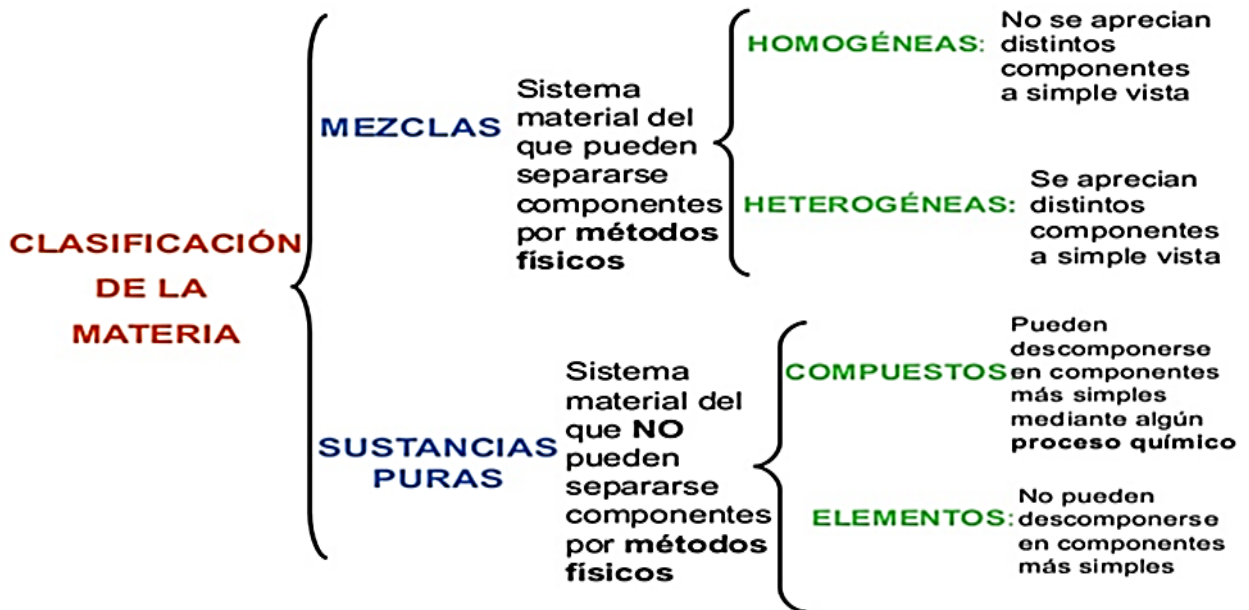 CLASIFICACIÓN
DE LA
MATERIA
MEZCLAS
Sistema
material del
que pueden
separarse
componentes
por métodos
físicos
HOMOGÉNEAS:
No se aprecian
distintos
componentes
a simple vista
HETEROGÉNEAS:
Se aprecian
distintos
componentes
a simple vista
SUSTANCIAS
PURAS
Sistema
material del
que NO
pueden
separarse
componentes
por métodos
físicos
COMPUESTOS
Pueden
descomponerse
en componentes
más simples
mediante algún
proceso químico
ELEMENTOS:
No pueden
descomponerse
en componentes
más simples